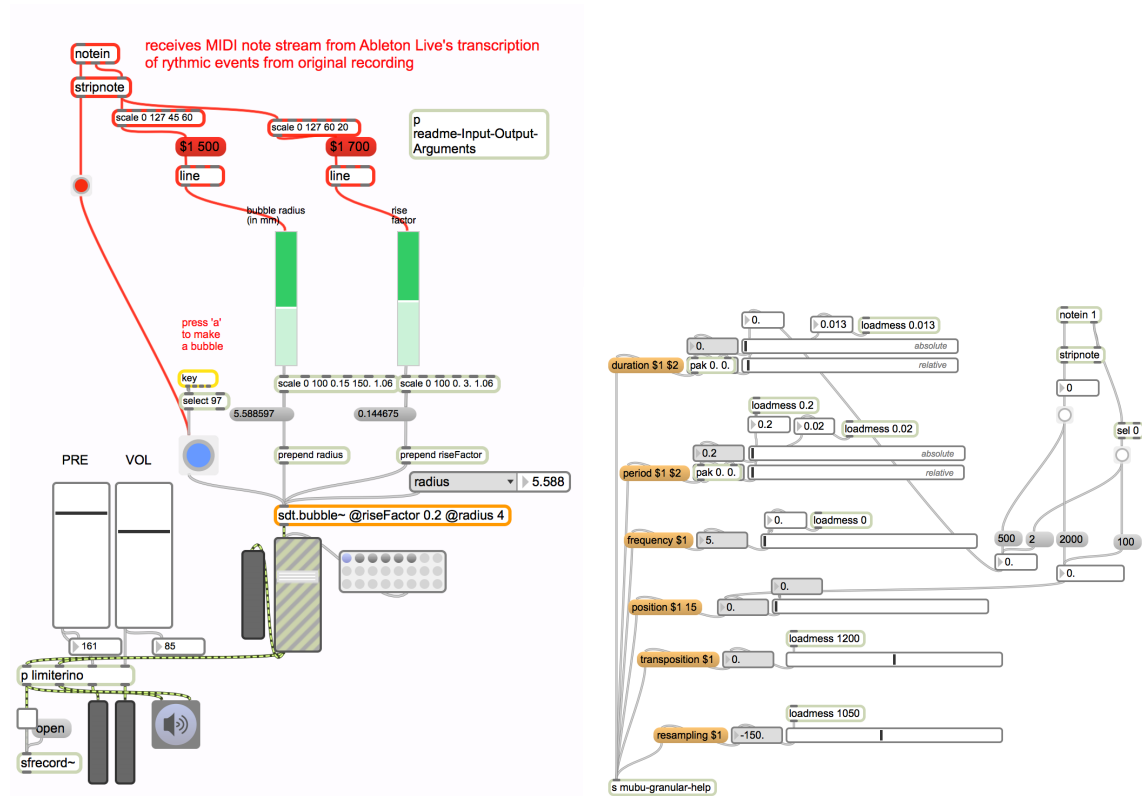 notein
receives MIDI note stream from Ableton Live's transcription
of rythmic events from original recording
stripnote
scale 0 127 45 60
scale 0 127 60 20
p
readme-Input-Output-
Arguments
$1 500
$1 700
line
line
bubble radius
(in mm)
rise
factor
press 'a'
to make
a bubble
key
select 97
scale 0 100 0.15 150. 1.06
scale 0 100 0. 3. 1.06
5.588597
0.144675
prepend radius
prepend riseFactor
PRE
VOL
radius
5.588
sdt.bubble~ @riseFactor 0.2 @radius 4
161
85
p limiterino
open
sfrecord~
0.
0.013
loadmess 0.013
0.
absolute
duration $1 $2
pak 0. 0.
relative
loadmess 0.2
0.2
0.02
loadmess 0.02
0.2
absolute
period $1 $2
pak 0. 0.
relative
0.
loadmess 0
frequency $1
5.
0.
position $1 15
0.
loadmess 1200
transposition $1
0.
loadmess 1050
resampling $1
-150.
s mubu-granular-help
notein 1
stripnote
0
sel 0
500
2
2000
100
0.
0.